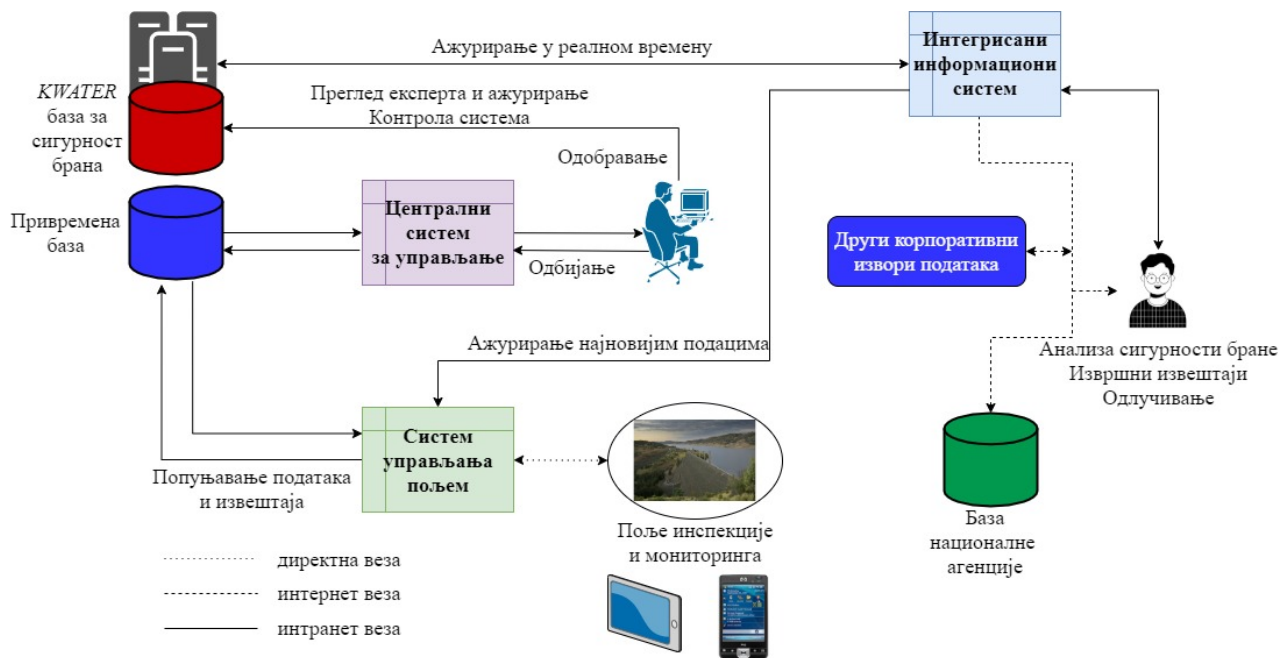 KWATER
база за
сигурност
брана
Привремена
база
Ажурирање у реалном времену
Преглед експерта и ажурирање
Контрола система
Одобравање
Централни
систем
за управљање
Одбијање
Интегрисани
информациони
систем
Други корпоративни
извори података
Ажурирање најновијим подацима
Анализа сигурности бране
Извршни извештаји
Одлучивање
Систем
управљања
пољем
Попуњавање података
и извештаја
Поље инспекције
и мониторинга
База
националне
агенције
директна веза
интернет веза
интранет веза